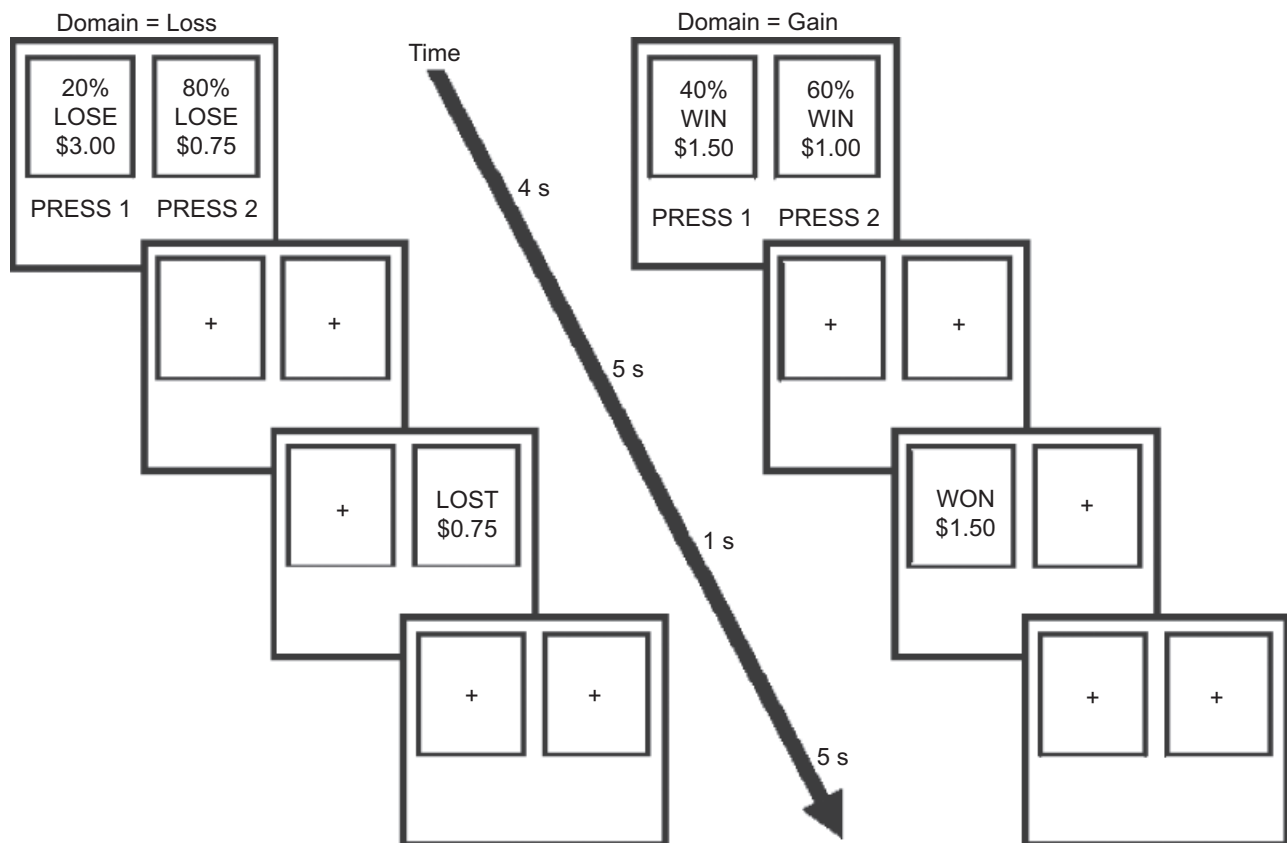 Domain = Loss
20%
LOSE
$3.00
80%
LOSE
$0.75
PRESS 1 PRESS 2
+ +
+
LOST
$0.75
+ +
Time
4 s
5 s
1 s
5 s
Domain = Gain
40%
WIN
$1.50
60%
WIN
$1.00
PRESS 1 PRESS 2
+ +
WON
$1.50
+
+ +